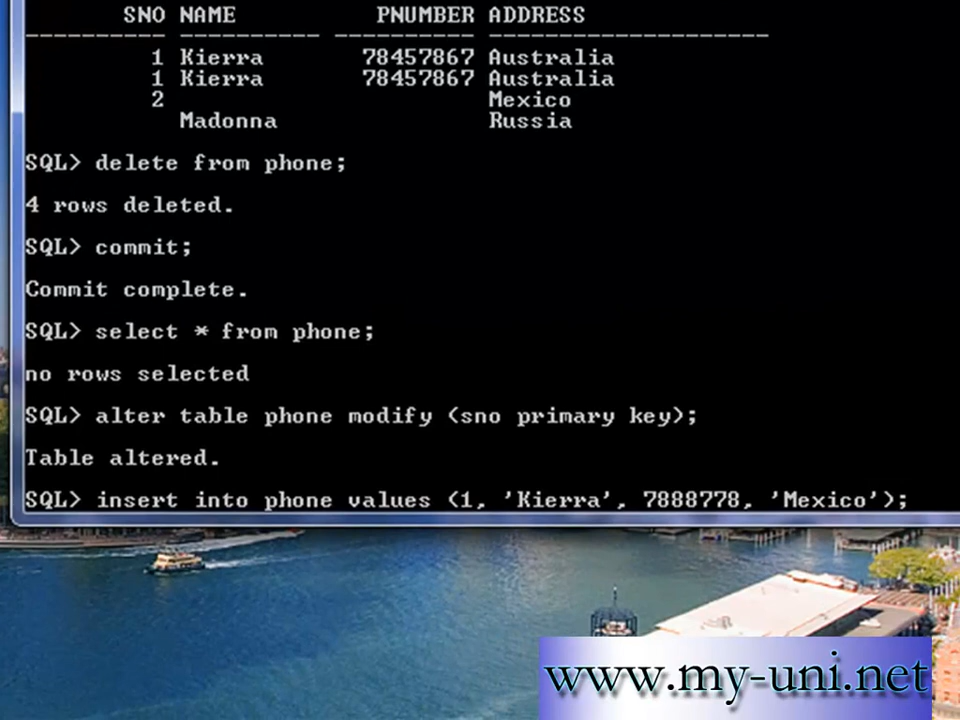 SNO NAME PNUMBER ADDRESS
---------- ---------- ---------- --------------------
1 Kierra 78457867 Australia
1 Kierra 78457867 Australia
2 Mexico
Madonna Russia
SQL> delete from phone;
4 rows deleted.
SQL> commit;
Commit complete.
SQL> select * from phone;
no rows selected
SQL> alter table phone modify (sno primary key);
Table altered.
SQL> insert into phone values (1, 'Kierra', 7888778, 'Mexico');
www.my-uni.net